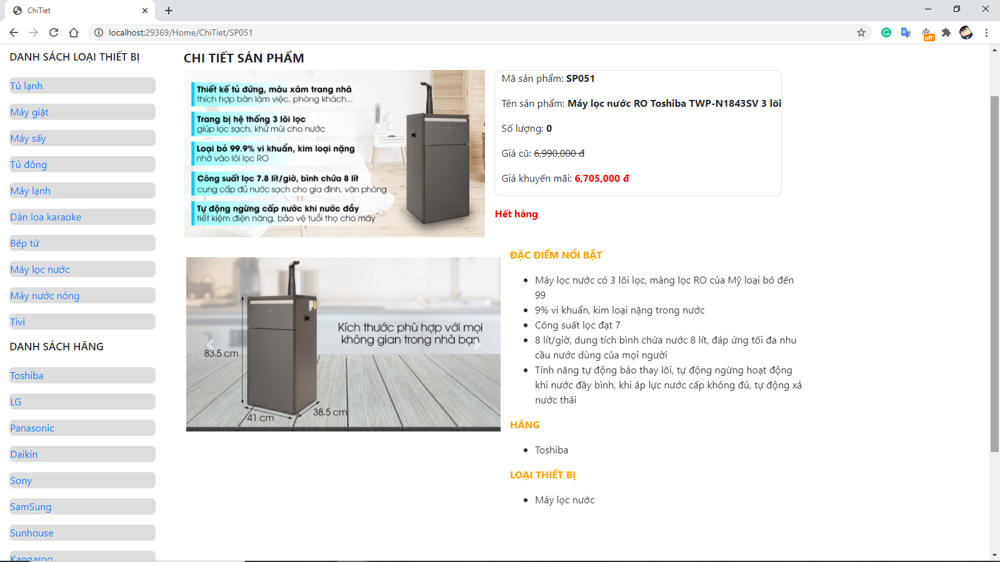 ChiTiet
localhost:29369/Home/ChiTiet/SP051
off
DANH SÁCH LOẠI THIẾT BỊ
Tủ lạnh
Máy giặt
Máy sấy
Tủ đông
Máy lạnh
Dàn loa karaoke
Bếp từ
Máy lọc nước
Máy nước nóng
Tivi
DANH SÁCH HÃNG
Toshiba
LG
Panasonic
Daikin
Sony
SamSung
Sunhouse
Kangaroo
CHI TIẾT SẢN PHẨM
Thiết kế tủ đứng, màu xám trang nhã
thích hợp bàn làm việc, phòng khách...
Trang bị hệ thống 3 lõi lọc
giúp lọc sạch, khử mùi cho nước
Loại bỏ 99.9% vi khuẩn, kim loại nặng
nhờ vào lõi lọc RO
Công suất lọc 7.8 lít/giờ, bình chứa 8 lít
cung cấp đủ nước sạch cho gia đình, văn phòng
Tự động ngừng cấp nước khi nước đầy
tiết kiệm điện năng, bảo vệ tuổi thọ cho máy
Mã sản phẩm: SP051
Tên sản phẩm: Máy lọc nước RO Toshiba TWP-N1843SV 3 lõi
Số lượng: 0
Giá cũ: 6,990,000 đ
Giá khuyến mãi: 6,705,000 đ
Hết hàng
Kích thước phù hợp với mọi
không gian trong nhà bạn
83.5 cm
41 cm
38.5 cm
ĐẶC ĐIỂM NỔI BẬT
Máy lọc nước có 3 lõi lọc, màng lọc RO của Mỹ loại bỏ đến
99
9% vi khuẩn, kim loại nặng trong nước
Công suất lọc đạt 7
8 lít/giờ, dung tích bình chứa nước 8 lít, đáp ứng tối đa nhu
cầu nước dùng của mọi người
Tính năng tự động báo thay lõi, tự động ngừng hoạt động
khi nước đầy bình, khi áp lực nước cấp không đủ, tự động xả
nước thải
HÃNG
Toshiba
LOẠI THIẾT BỊ
Máy lọc nước